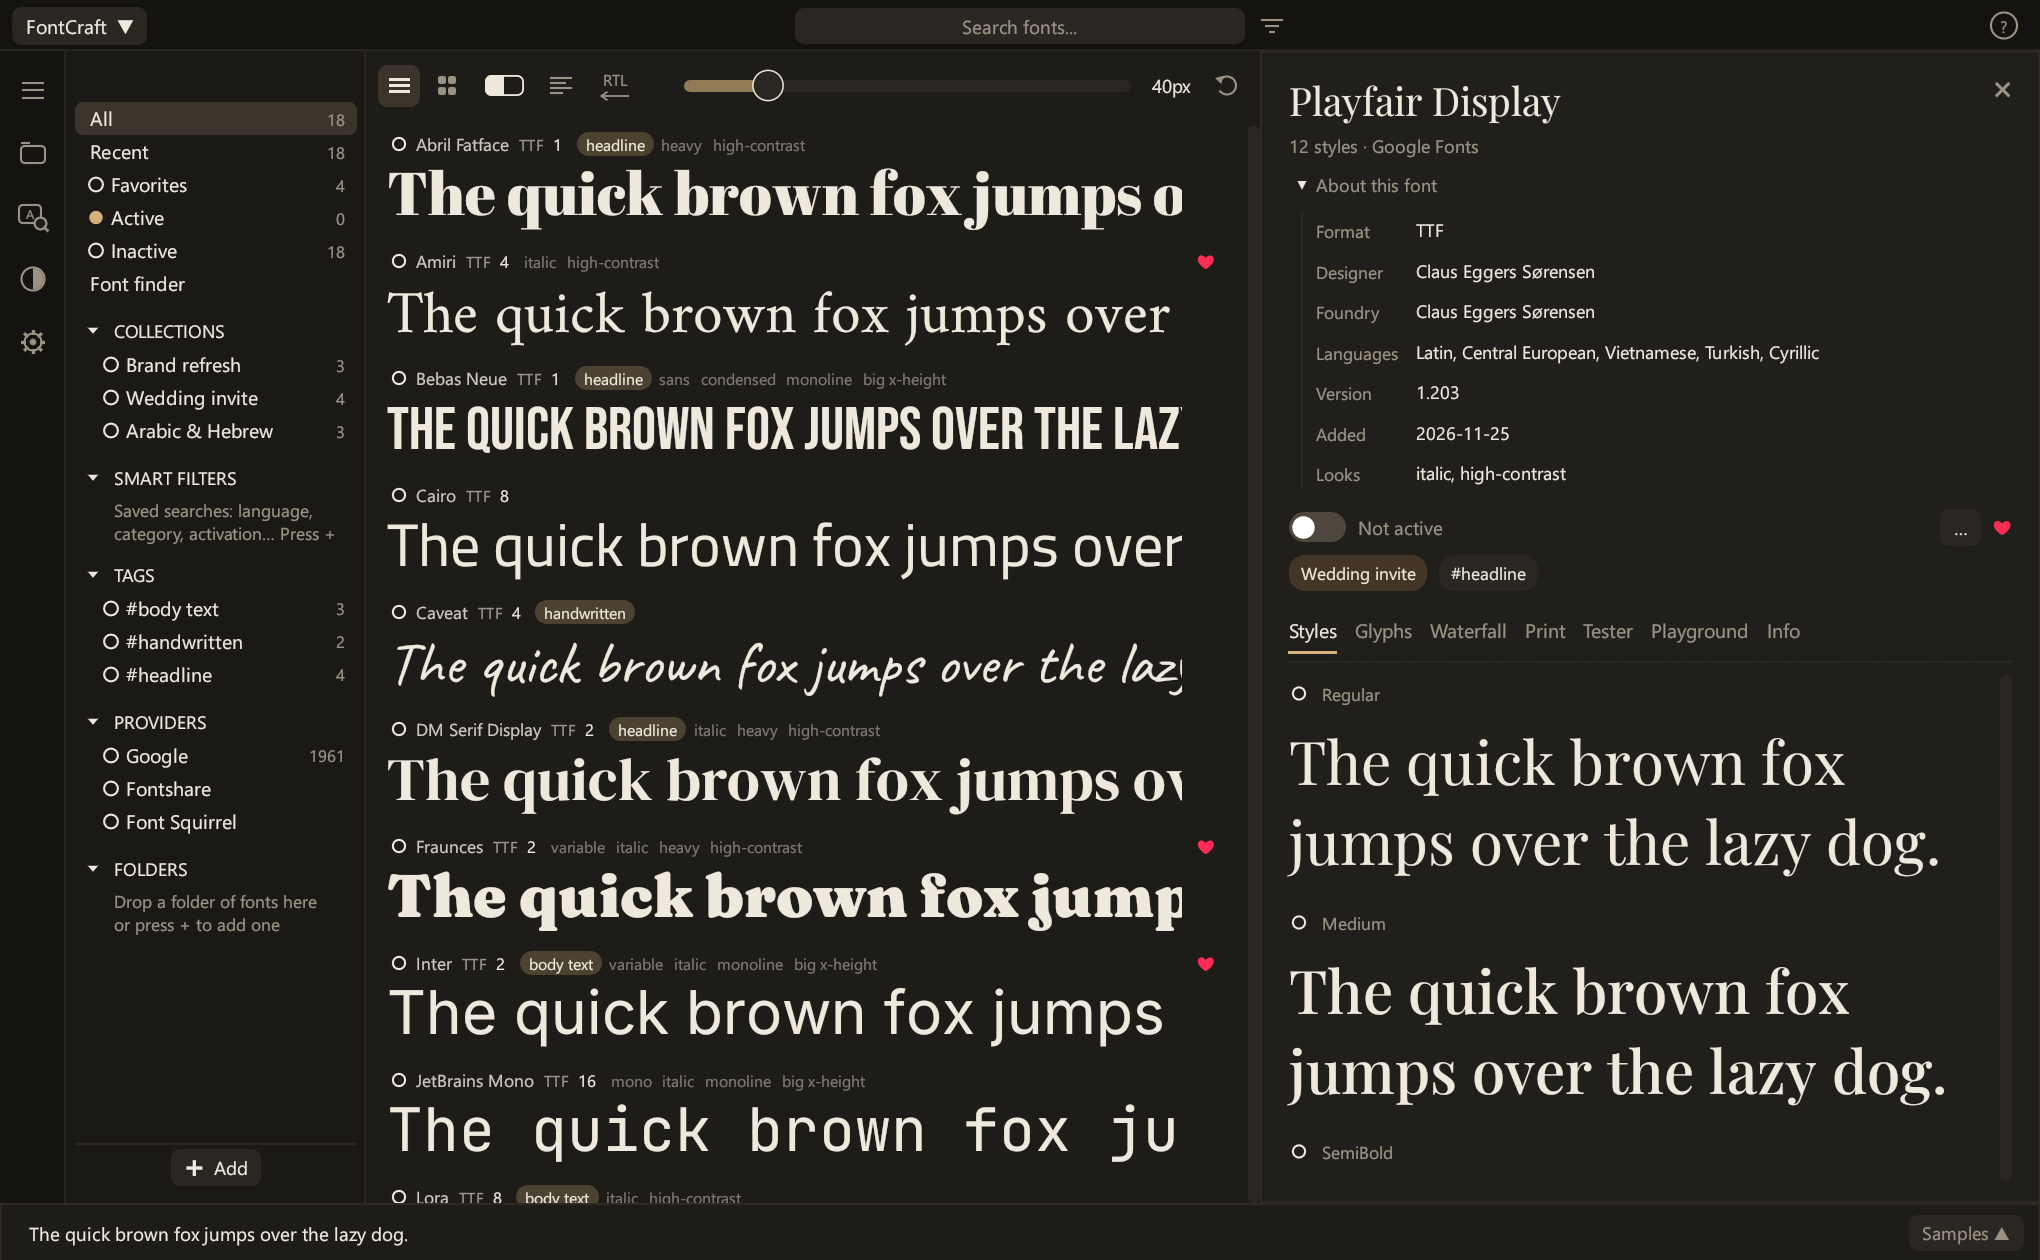 FontCraft ▼
Search fonts...
?
All 18
Recent 18
Favorites 4
Active 0
Inactive 18
Font finder
COLLECTIONS
Brand refresh 3
Wedding invite 4
Arabic & Hebrew 3
SMART FILTERS
Saved searches: language,
category, activation... Press +
TAGS
#body text 3
#handwritten 2
#headline 4
PROVIDERS
Google 1961
Fontshare
Font Squirrel
FOLDERS
Drop a folder of fonts here
or press + to add one
+ Add
RTL
40px
Abril Fatface TTF 1 headline heavy high-contrast
The quick brown fox jumps o
Amiri TTF 4 italic high-contrast
The quick brown fox jumps over
Bebas Neue TTF 1 headline sans condensed monoline big x-height
THE QUICK BROWN FOX JUMPS OVER THE LAZY
Cairo TTF 8
The quick brown fox jumps over
Caveat TTF 4 handwritten
The quick brown fox jumps over the lazy
DM Serif Display TTF 2 headline italic heavy high-contrast
The quick brown fox jumps ov
Fraunces TTF 2 variable italic heavy high-contrast
The quick brown fox jump
Inter TTF 2 body text variable italic monoline big x-height
The quick brown fox jumps
JetBrains Mono TTF 16 mono italic monoline big x-height
The quick brown fox ju
Lora TTF 8 body text italic high-contrast
Playfair Display
12 styles · Google Fonts
About this font
Format TTF
Designer Claus Eggers Sørensen
Foundry Claus Eggers Sørensen
Languages Latin, Central European, Vietnamese, Turkish, Cyrillic
Version 1.203
Added 2026-11-25
Looks italic, high-contrast
Not active
...
Wedding invite #headline
Styles Glyphs Waterfall Print Tester Playground Info
Regular
The quick brown fox
jumps over the lazy dog.
Medium
The quick brown fox
jumps over the lazy dog.
SemiBold
The quick brown fox jumps over the lazy dog.
Samples ▲